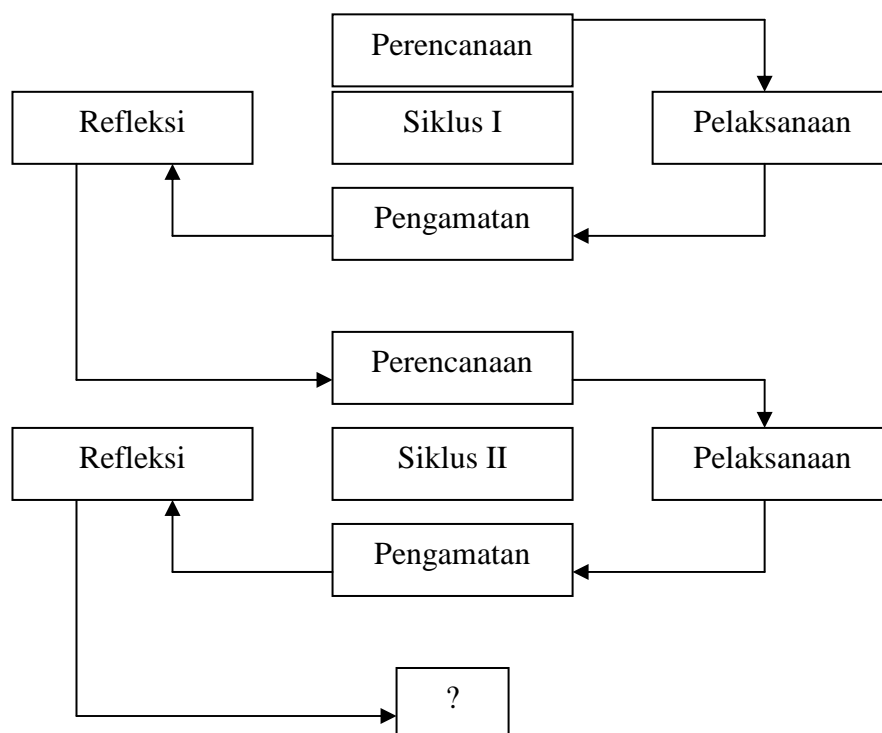 Perencanaan
Refleksi
Siklus I
Pelaksanaan
Pengamatan
Perencanaan
Refleksi
Siklus II
Pelaksanaan
Pengamatan
?